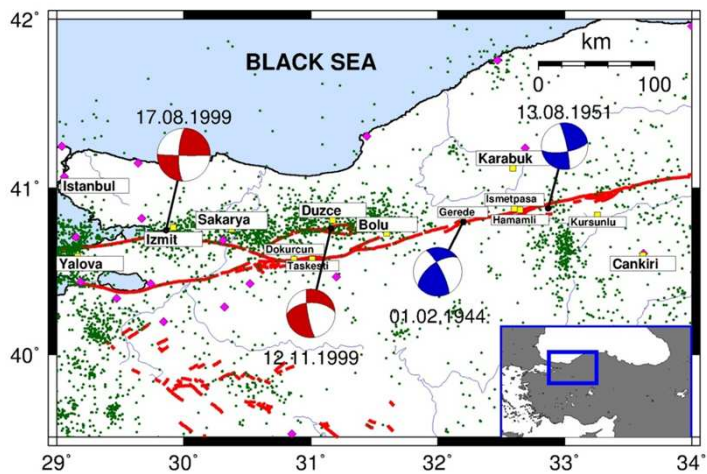 42°
km
BLACK SEA
0
100
17.08.1999
13.08.1951
Karabuk
41°
Istanbul
Ismetpasa
Duzce
Gerede
Sakarya
Bolu
Hamamli
Kursunlu
Izmit
Dokurcun
Yalova
Taskesti
Cankiri
01.02.1944
12.11.1999
40°
29
30
31
32
33
34°